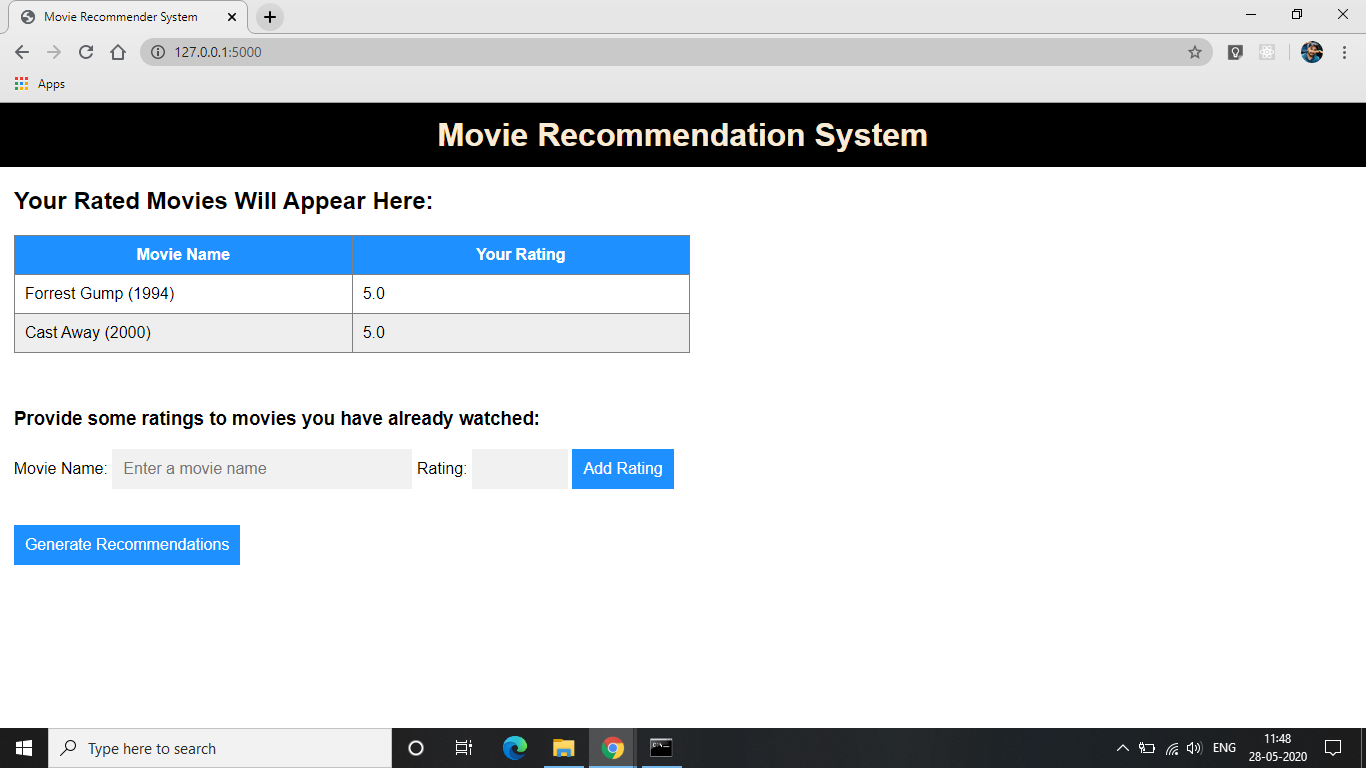 Movie Recommender System
127.0.0.1:5000
Apps
Movie Recommendation System
Your Rated Movies Will Appear Here:
Movie Name Your Rating
Forrest Gump (1994) 5.0
Cast Away (2000) 5.0
Provide some ratings to movies you have already watched:
Movie Name: Enter a movie name Rating: Add Rating
Generate Recommendations
Type here to search
ENG
11:48
28-05-2020